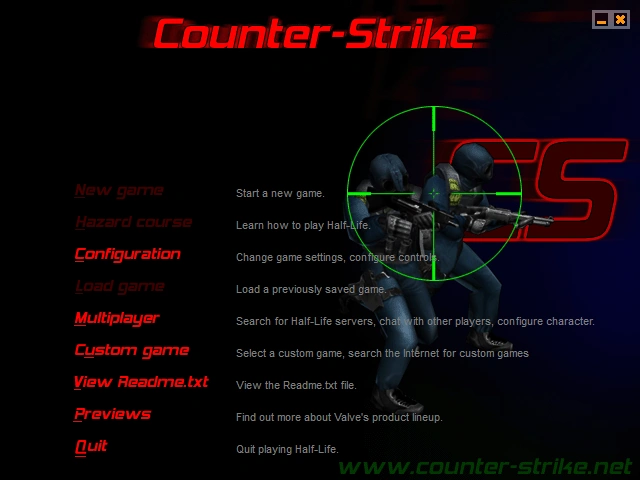 Counter-Strike
CS
New game Start a new game.
Hazard course Learn how to play Half-Life.
Configuration Change game settings, configure controls.
Load game Load a previously saved game.
Multiplayer Search for Half-Life servers, chat with other players, configure character.
Custom game Select a custom game, search the Internet for custom games
View Readme.txt View the Readme.txt file.
Previews Find out more about Valve's product lineup.
Quit Quit playing Half-Life.
www.counter-strike.net